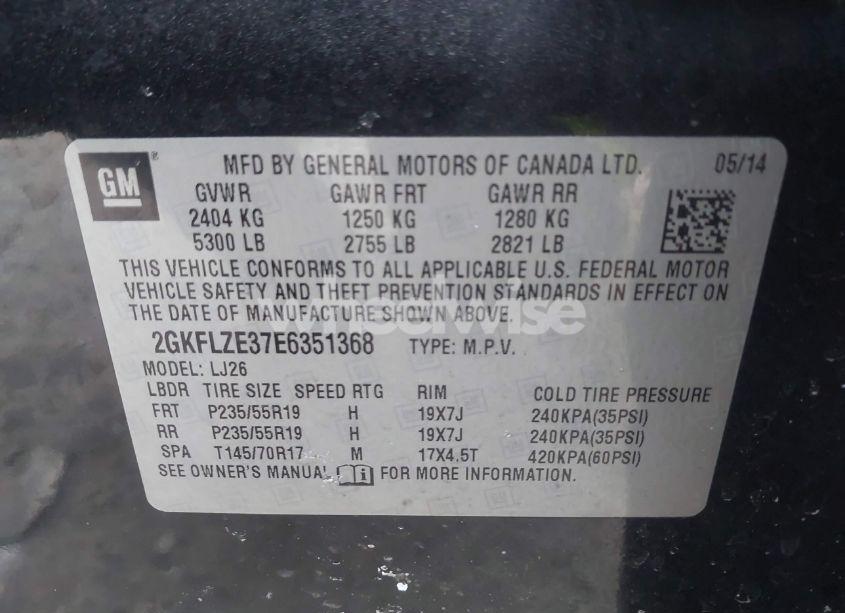 GM ® MFD BY GENERAL MOTORS OF CANADA LTD. 05/14
GVWR GAWR FRT GAWR RR
2404 KG 1250 KG 1280 KG
5300 LB 2755 LB 2821 LB
THIS VEHICLE CONFORMS TO ALL APPLICABLE U.S. FEDERAL MOTOR
VEHICLE SAFETY AND THEFT PREVENTION STANDARDS IN EFFECT ON
THE DATE OF MANUFACTURE SHOWN ABOVE.
wheelwise
2GKFLZE37E6351368 TYPE: M.P.V.
MODEL: LJ26
LBDR TIRE SIZE SPEED RTG RIM COLD TIRE PRESSURE
FRT P235/55R19 H 19X7J 240KPA(35PSI)
RR P235/55R19 H 19X7J 240KPA(35PSI)
SPA T145/70R17 M 17X4.5T 420KPA(60PSI)
SEE OWNER'S MANUAL i FOR MORE INFORMATION.